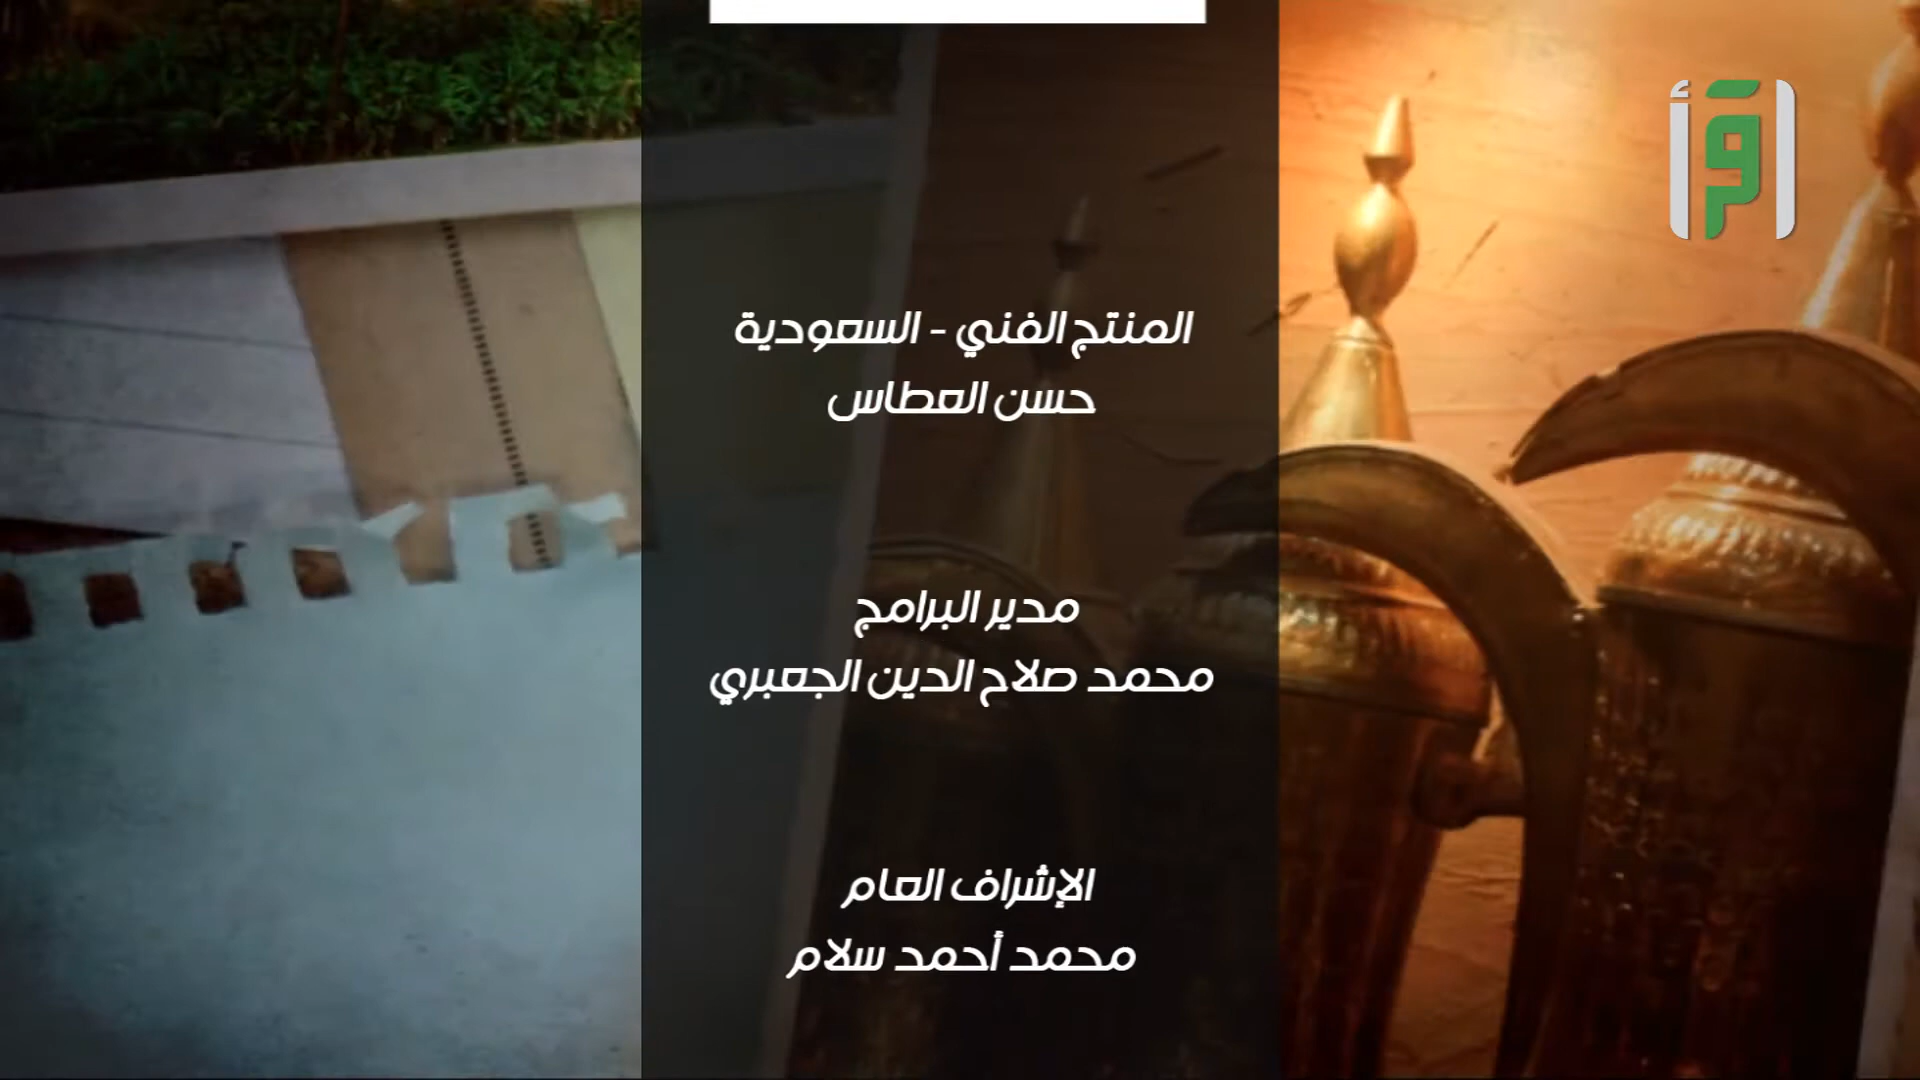 اقرأ
المنتج الفني - السعودية
حسن العطاس
مدير البرامج
محمد صلاح الدين الجعبري
الإشراف العام
محمد أحمد سلام